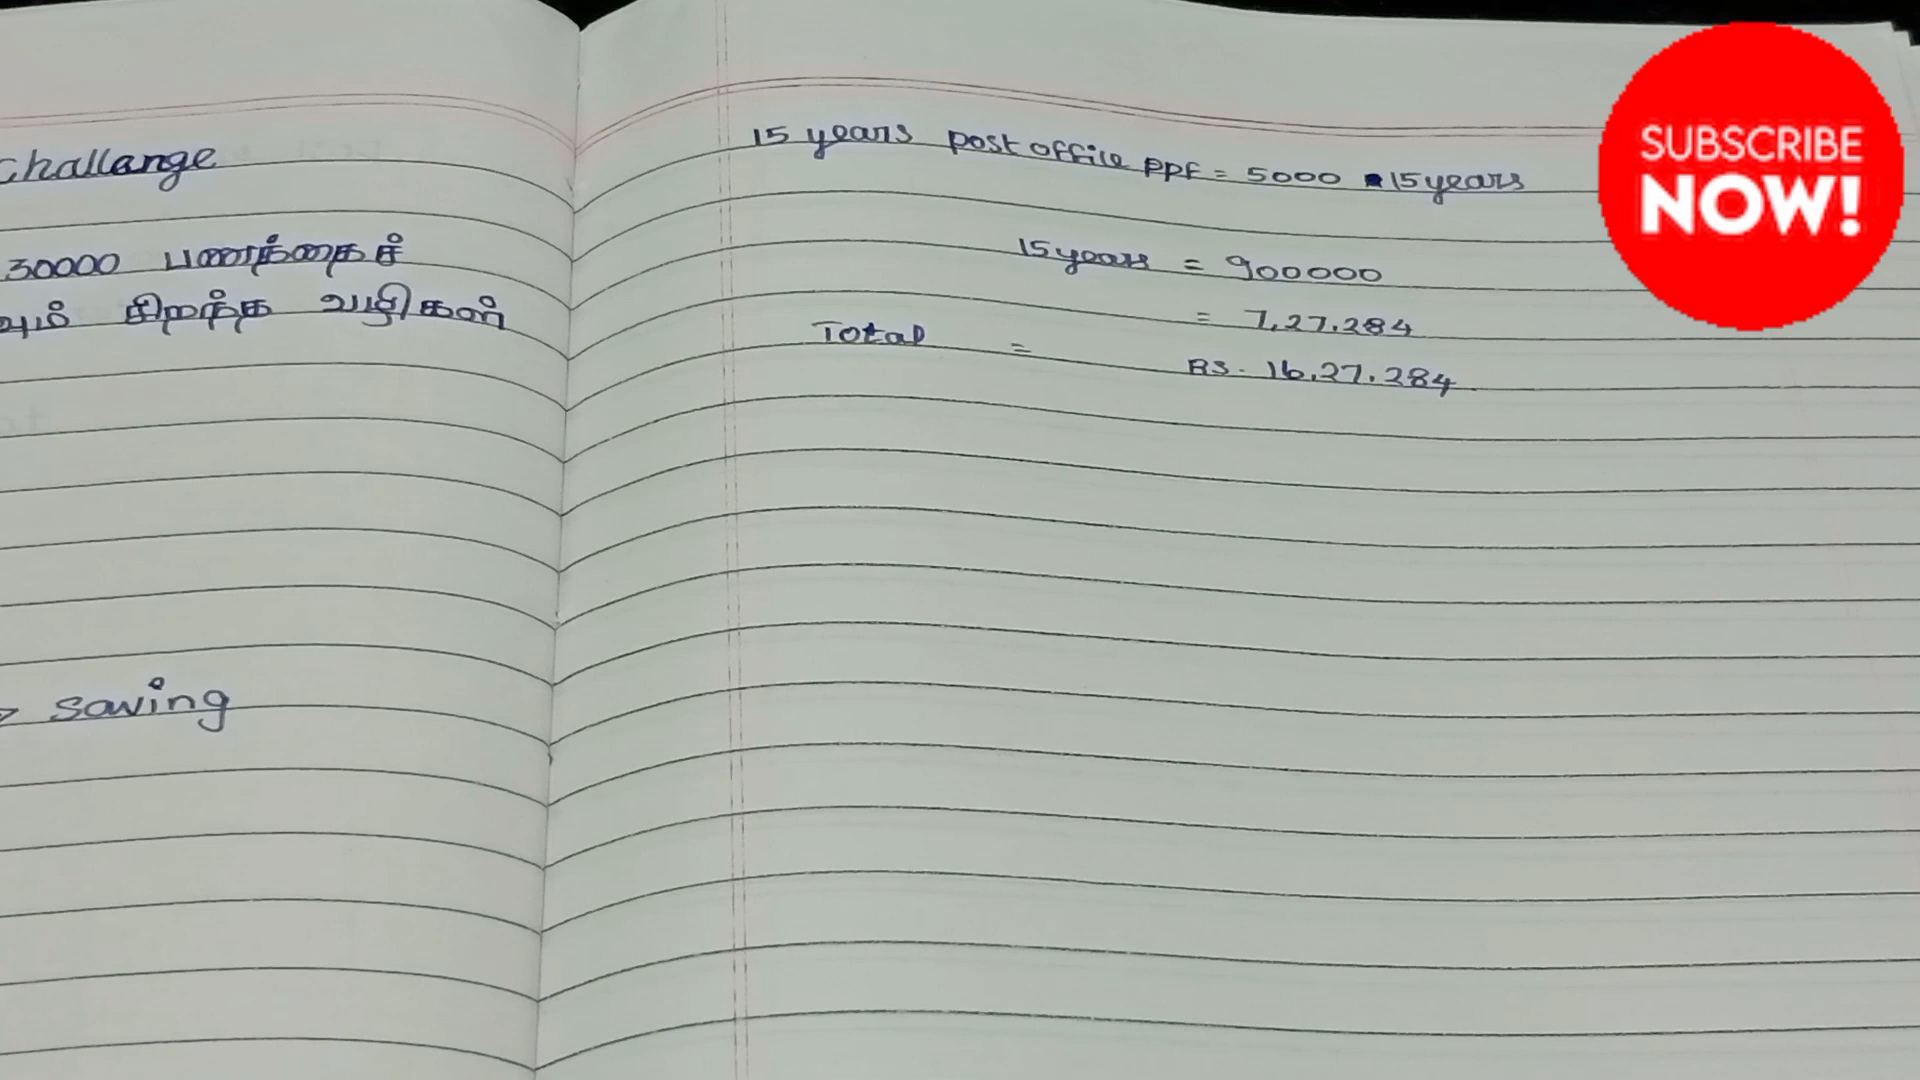 challange
30000 பணத்தைச்
வும் சிறந்த வழிகள்
saving
15 years post office PPF = 5000 15 years
15 years = 900000
= 7,27,284
Total = RS. 16,27,284
SUBSCRIBE
NOW!